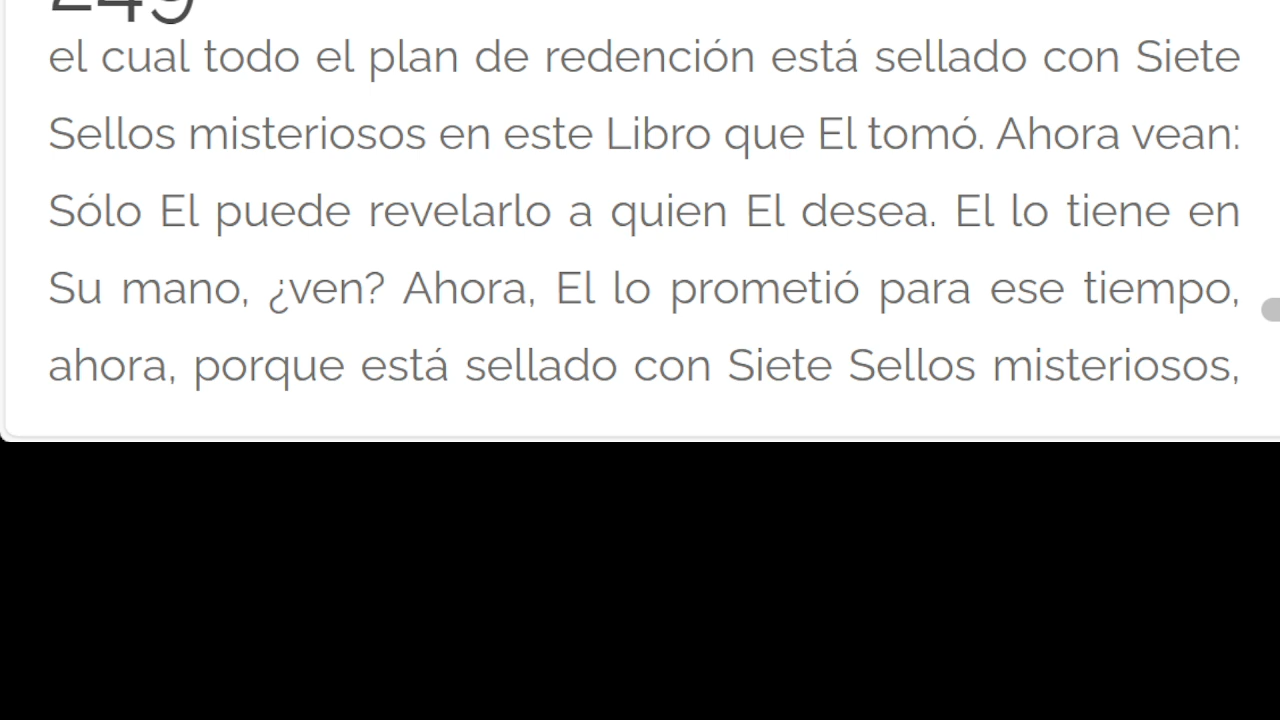 249
el cual todo el plan de redención está sellado con Siete
Sellos misteriosos en este Libro que El tomó. Ahora vean:
Sólo El puede revelarlo a quien El desea. El lo tiene en
Su mano, ¿ven? Ahora, El lo prometió para ese tiempo,
ahora, porque está sellado con Siete Sellos misteriosos,